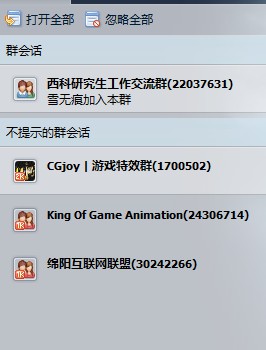 打开全部 忽略全部
群会话
西科研究生工作交流群(22037631)
雪无痕加入本群
不提示的群会话
CGjoy | 游戏特效群(1700502)
King Of Game Animation(24306714)
绵阳互联网联盟(30242266)